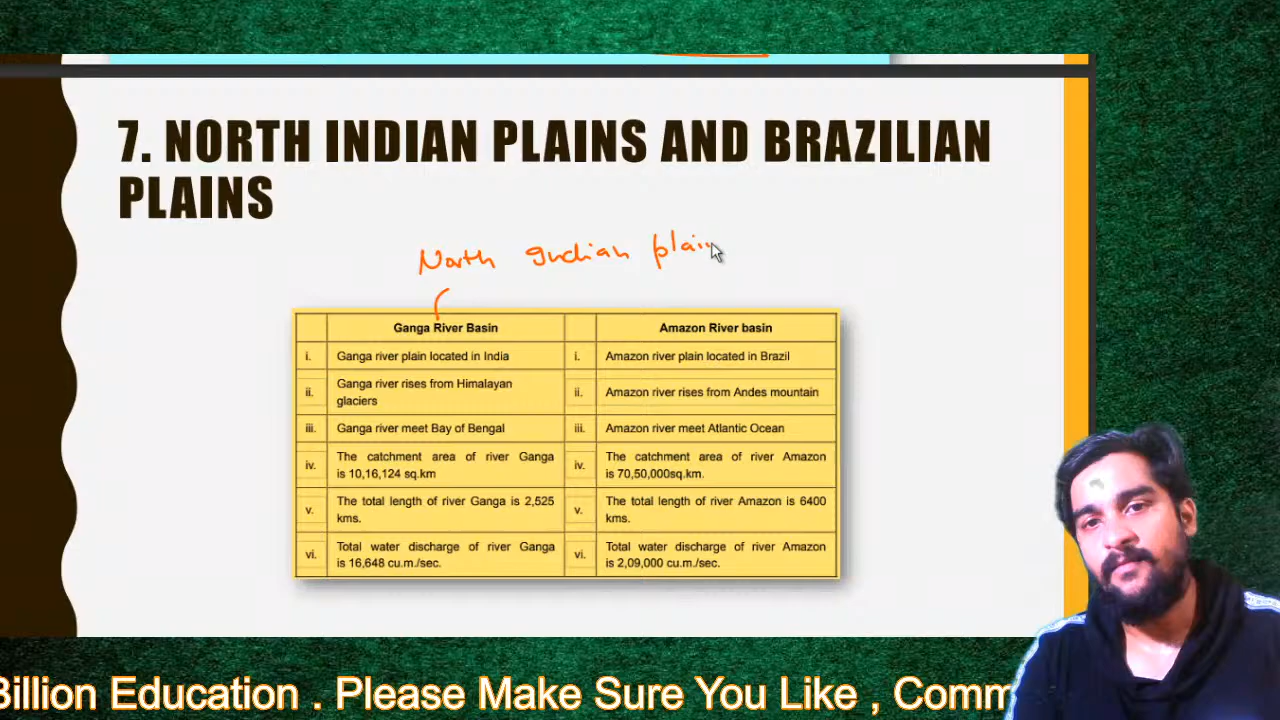 7. NORTH INDIAN PLAINS AND BRAZILIAN
PLAINS
North Indian plain
Ganga River Basin Amazon River basin
i. Ganga river plain located in India i. Amazon river plain located in Brazil
ii. Ganga river rises from Himalayan
glaciers
ii. Amazon river rises from Andes mountain
iii. Ganga river meet Bay of Bengal iii. Amazon river meet Atlantic Ocean
iv. The catchment area of river Ganga
is 10,16,124 sq.km
iv. The catchment area of river Amazon
is 70,50,000sq.km.
v. The total length of river Ganga is 2,525
kms.
v. The total length of river Amazon is 6400
kms.
vi. Total water discharge of river Ganga
is 16,648 cu.m./sec.
vi. Total water discharge of river Amazon
is 2,09,000 cu.m./sec.
Billion Education . Please Make Sure You Like , Comm